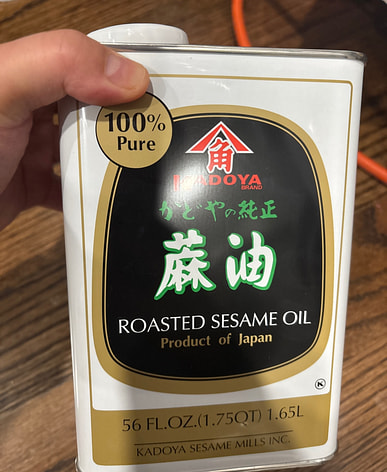 100%
Pure
角
KADOYA
BRAND
かどやの純正
麻油
ROASTED SESAME OIL
Product of Japan
K
56 FL.OZ.(1.75QT) 1.65L
KADOYA SESAME MILLS INC.